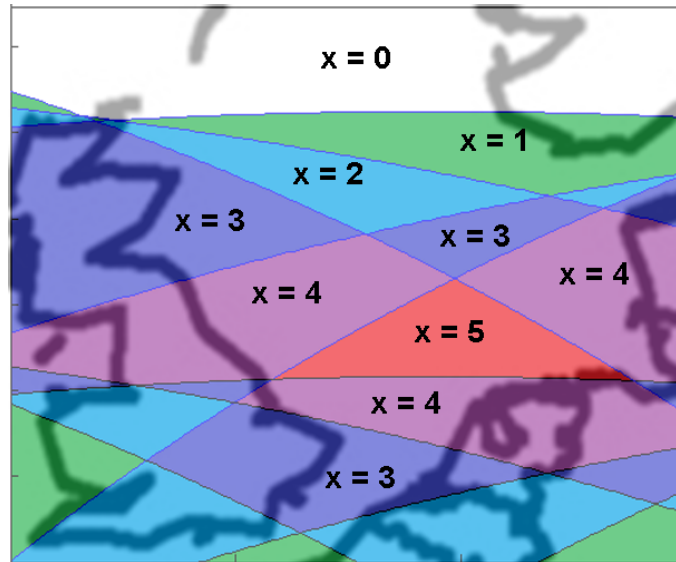 x = 0
x = 1
x = 2
x = 3
x = 3
x = 4
x = 4
x = 5
x = 4
x = 3